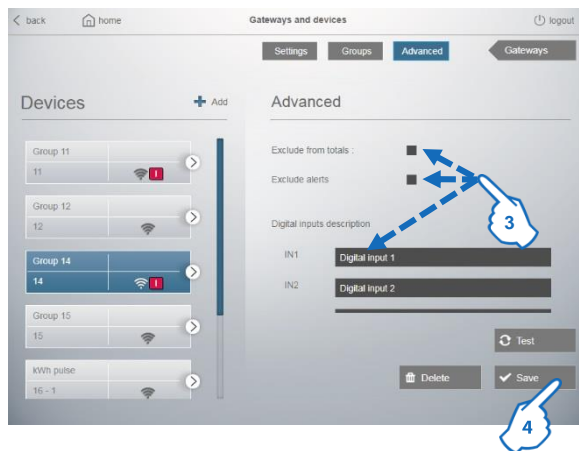 back home Gateways and devices logout
Settings Groups Advanced Gateways
Devices Add Advanced
Group 11
11 I
Group 12
12
Group 14
14 I
Group 15
15
kWh pulse
16 - 1
Exclude from totals :
Exclude alerts
3
Digital inputs description
IN1 Digital input 1
IN2 Digital input 2
Test
Delete Save
4